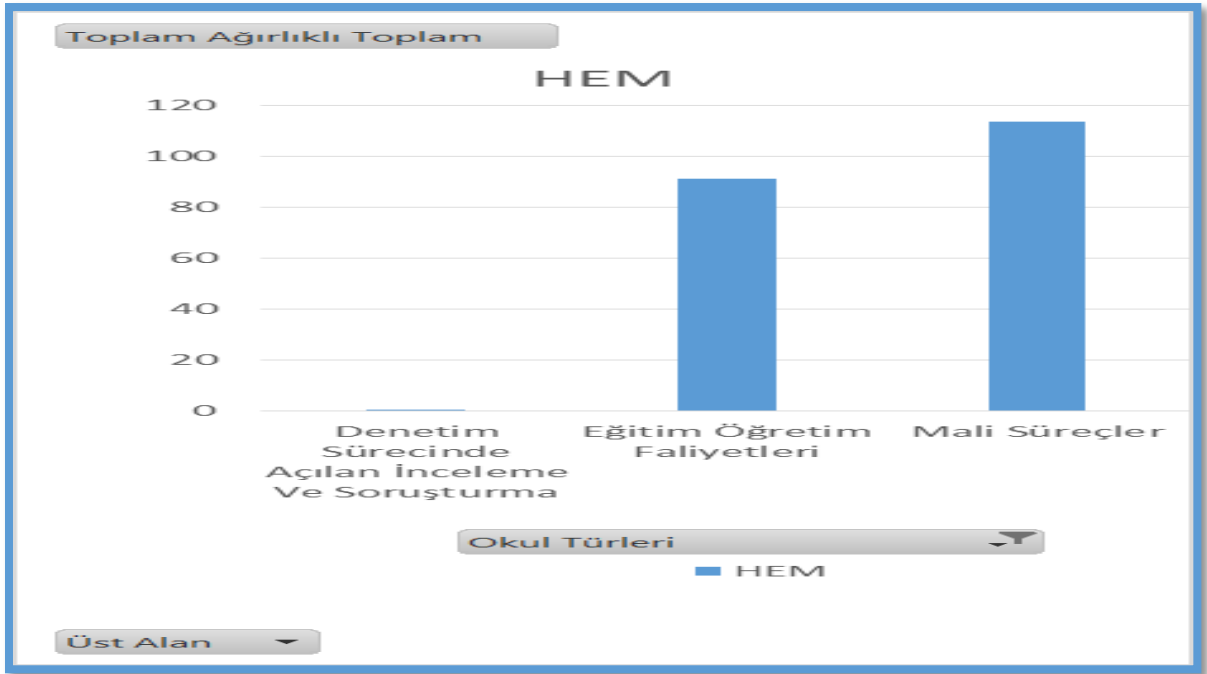 Toplam Ağırlıklı Toplam
HEM
120
100
80
60
40
20
0
Denetim
Sürecinde
Açılan İnceleme
Ve Soruşturma
Eğitim Öğretim
Faliyetleri
Mali Süreçler
Okul Türleri
HEM
Üst Alan